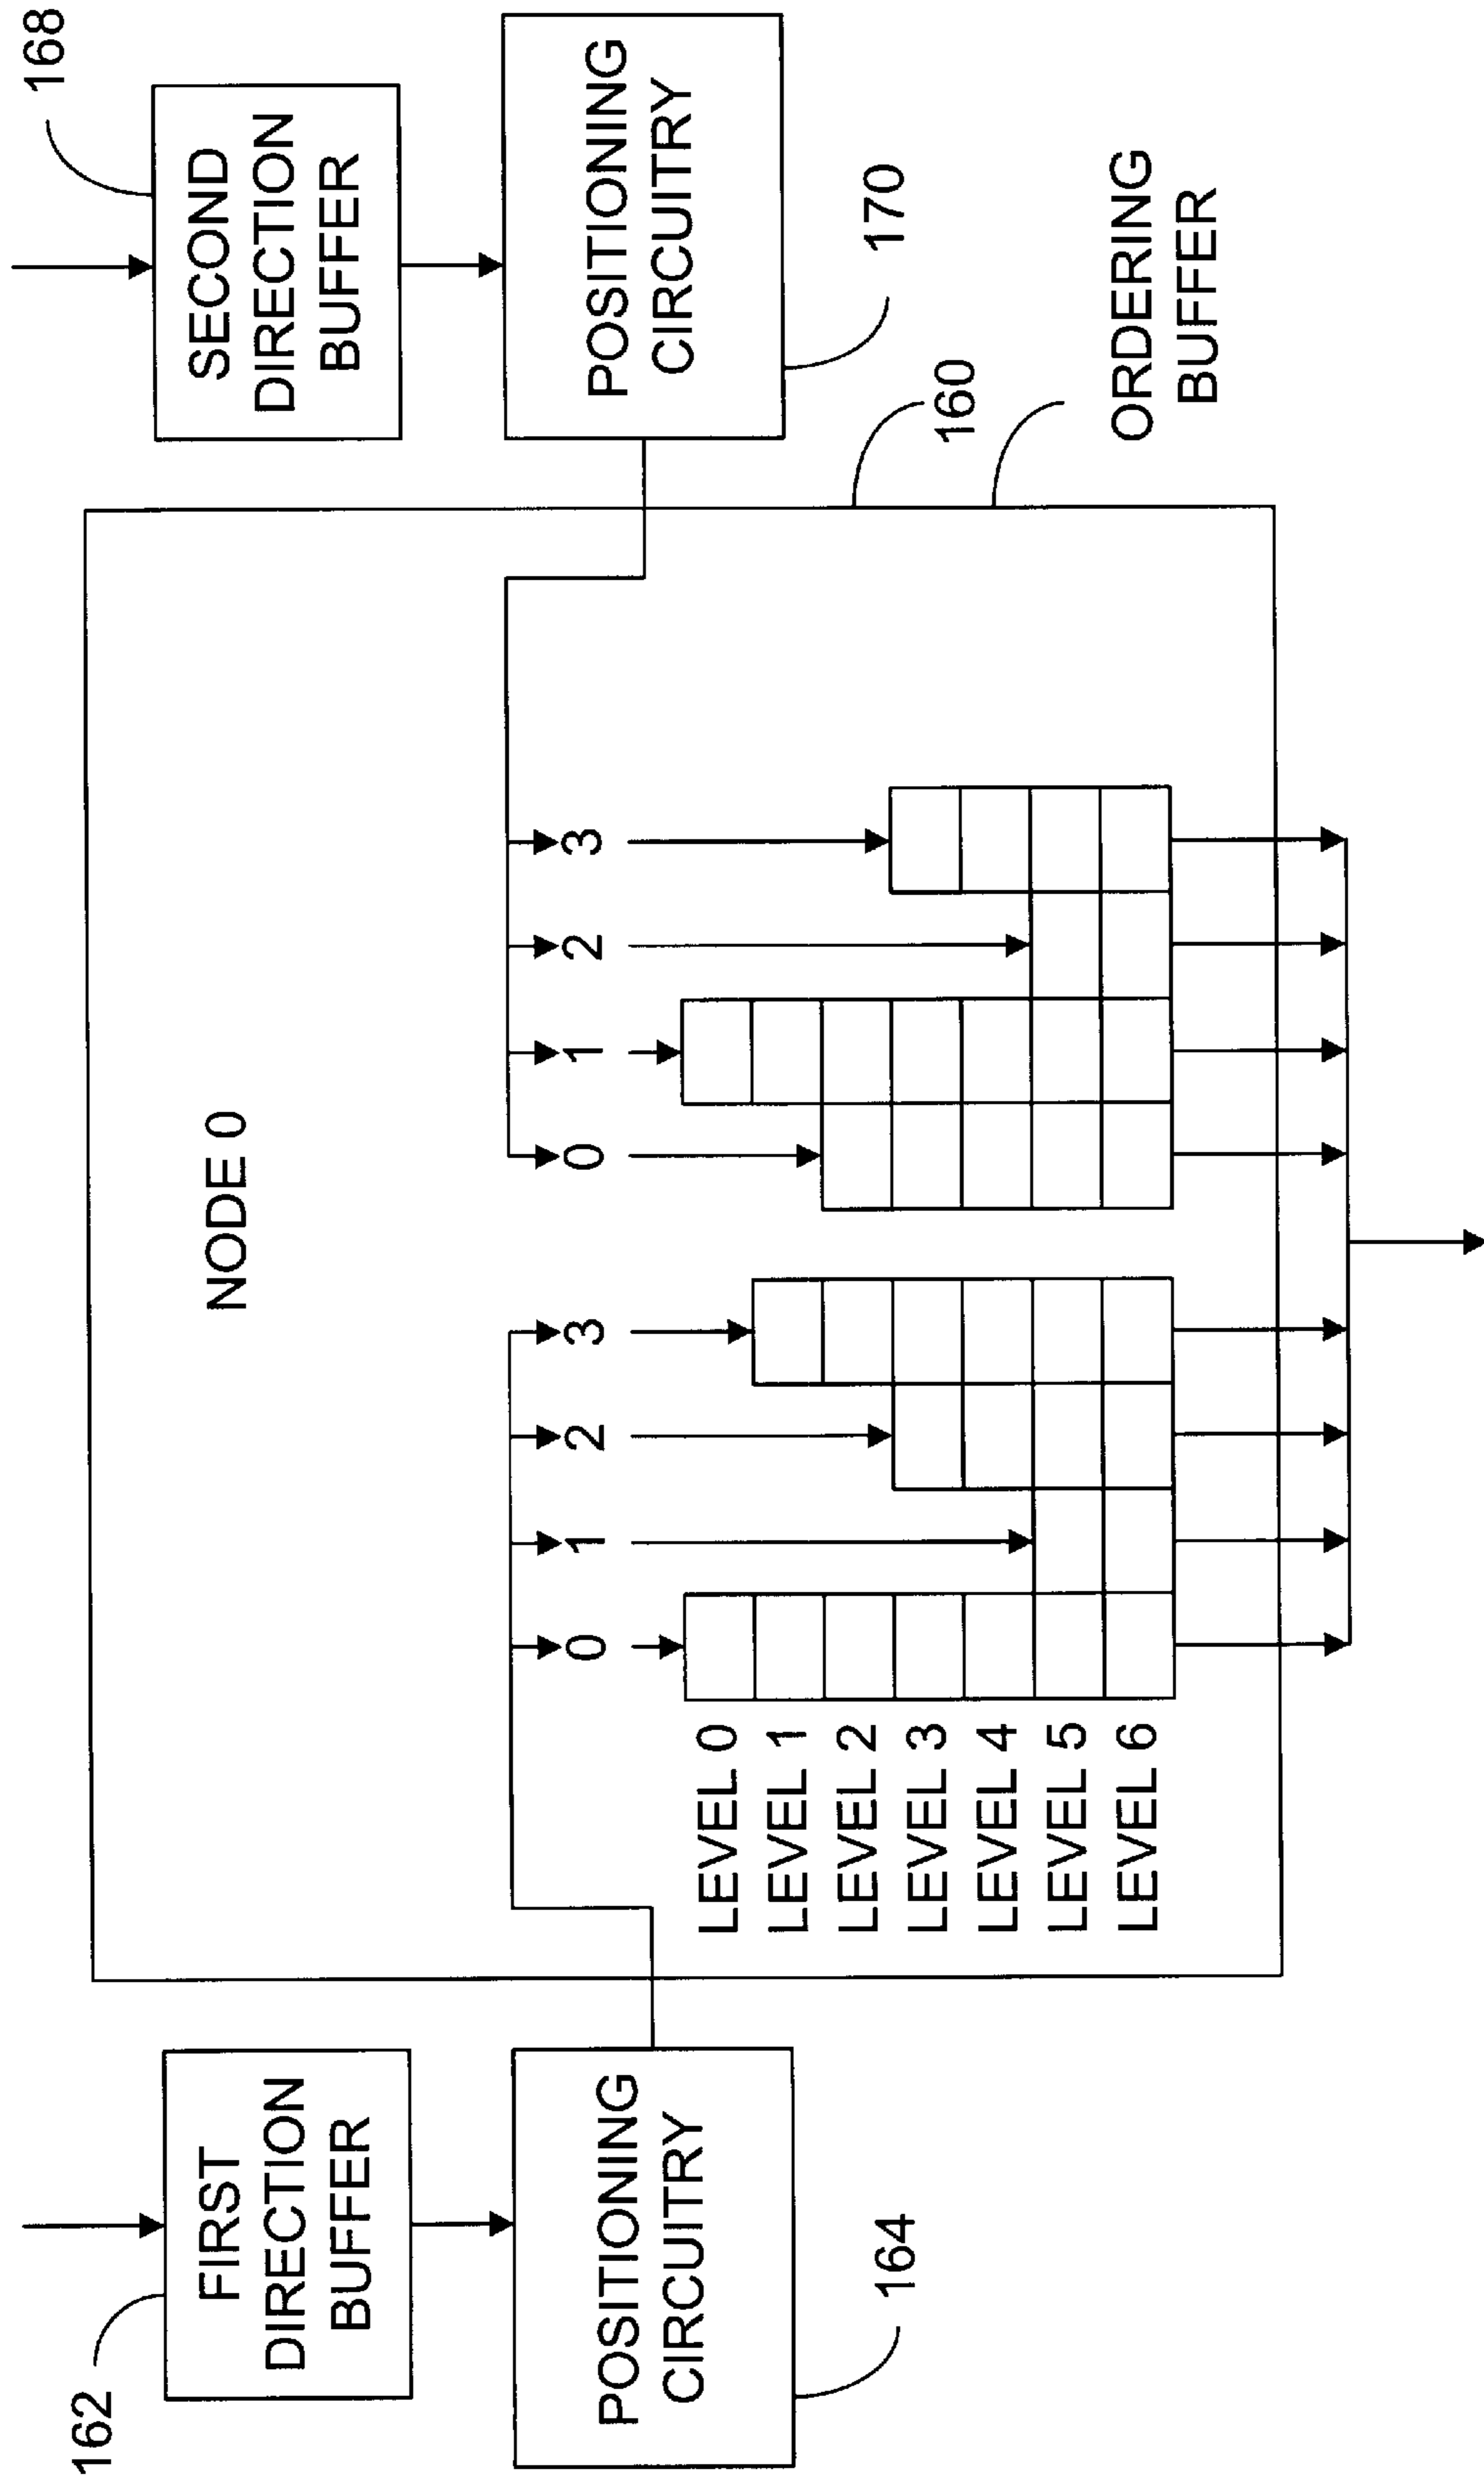 162
FIRST
DIRECTION
BUFFER
POSITIONING
CIRCUITRY
164
NODE 0
0 1 2 3
0 1 2 3
LEVEL 0
LEVEL 1
LEVEL 2
LEVEL 3
LEVEL 4
LEVEL 5
LEVEL 6
168
SECOND
DIRECTION
BUFFER
POSITIONING
CIRCUITRY
170
160
ORDERING
BUFFER